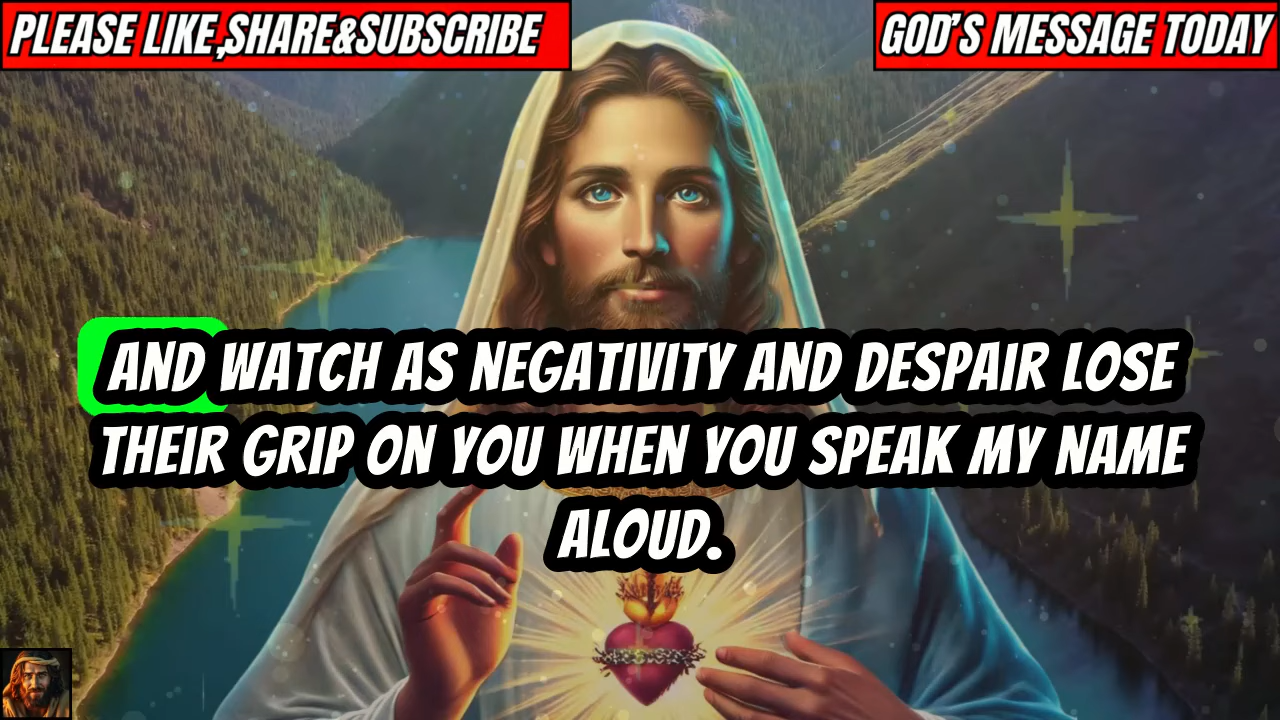 PLEASE LIKE,SHARE&SUBSCRIBE
GOD'S MESSAGE TODAY
AND WATCH AS NEGATIVITY AND DESPAIR LOSE
THEIR GRIP ON YOU WHEN YOU SPEAK MY NAME
ALOUD.